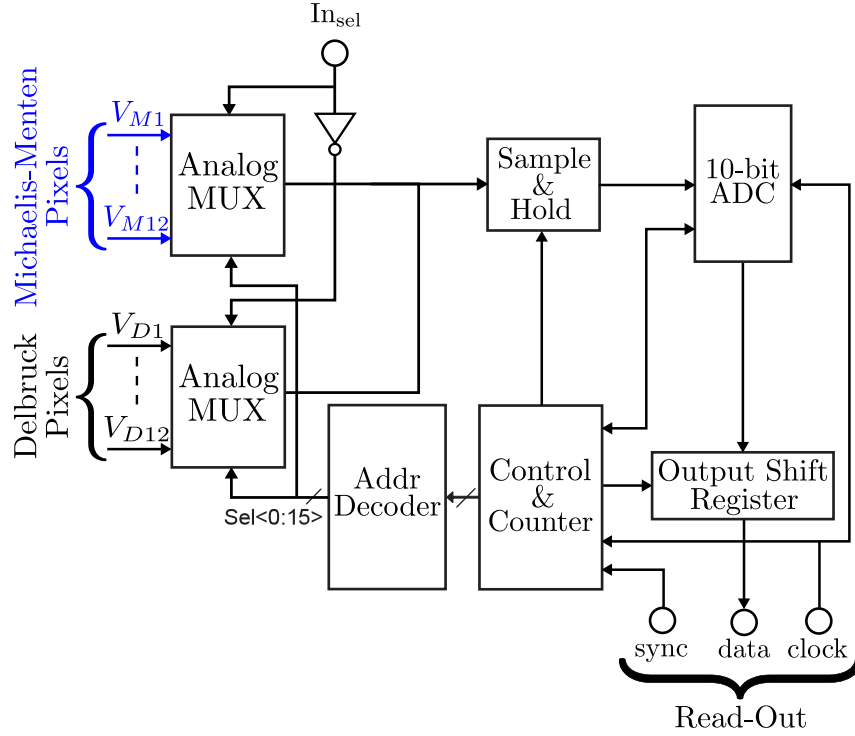 In_sel
Michaelis-Menten
Pixels
V_M1
V_M12
Analog
MUX
Sample
&
Hold
10-bit
ADC
Delbruck
Pixels
V_D1
V_D12
Analog
MUX
Addr
Decoder
Sel<0:15>
Control
&
Counter
Output Shift
Register
sync
data
clock
Read-Out